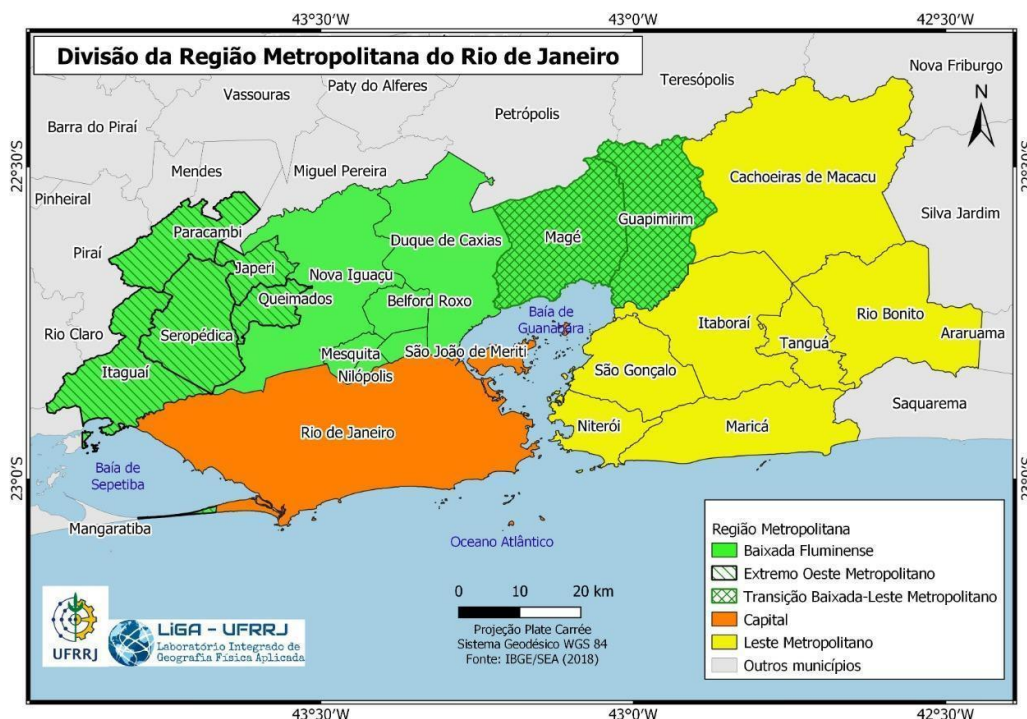 43°30'W 43°0'W 42°30'W
Divisão da Região Metropolitana do Rio de Janeiro
Nova Friburgo
Teresópolis
Paty do Alferes
Vassouras
Petrópolis
Barra do Piraí
N
22°30'S
22°30'S
Mendes
Miguel Pereira
Cachoeiras de Macacu
Pinheiral
Silva Jardim
Guapimirim
Paracambi
Magé
Duque de Caxias
Piraí
Japeri
Nova Iguaçu
Queimados
Belford Roxo
Baía de
Guanabara
Rio Bonito
Itaboraí
Rio Claro
Seropédica
Araruama
Tanguá
Mesquita
São João de Meriti
Itaguaí
Nilópolis
São Gonçalo
Saquarema
Rio de Janeiro
Niterói
Maricá
Baía de
Sepetiba
23°0'S
23°0'S
Mangaratiba
Oceano Atlântico
Região Metropolitana
Baixada Fluminense
Extremo Oeste Metropolitano
Transição Baixada-Leste Metropolitano
Capital
Leste Metropolitano
Outros municípios
0 10 20 km
Projeção Plate Carrée
Sistema Geodésico WGS 84
Fonte: IBGE/SEA (2018)
UFRRJ
LiGA - UFRRJ
Laboratório Integrado de
Geografia Física Aplicada
43°30'W 43°0'W 42°30'W